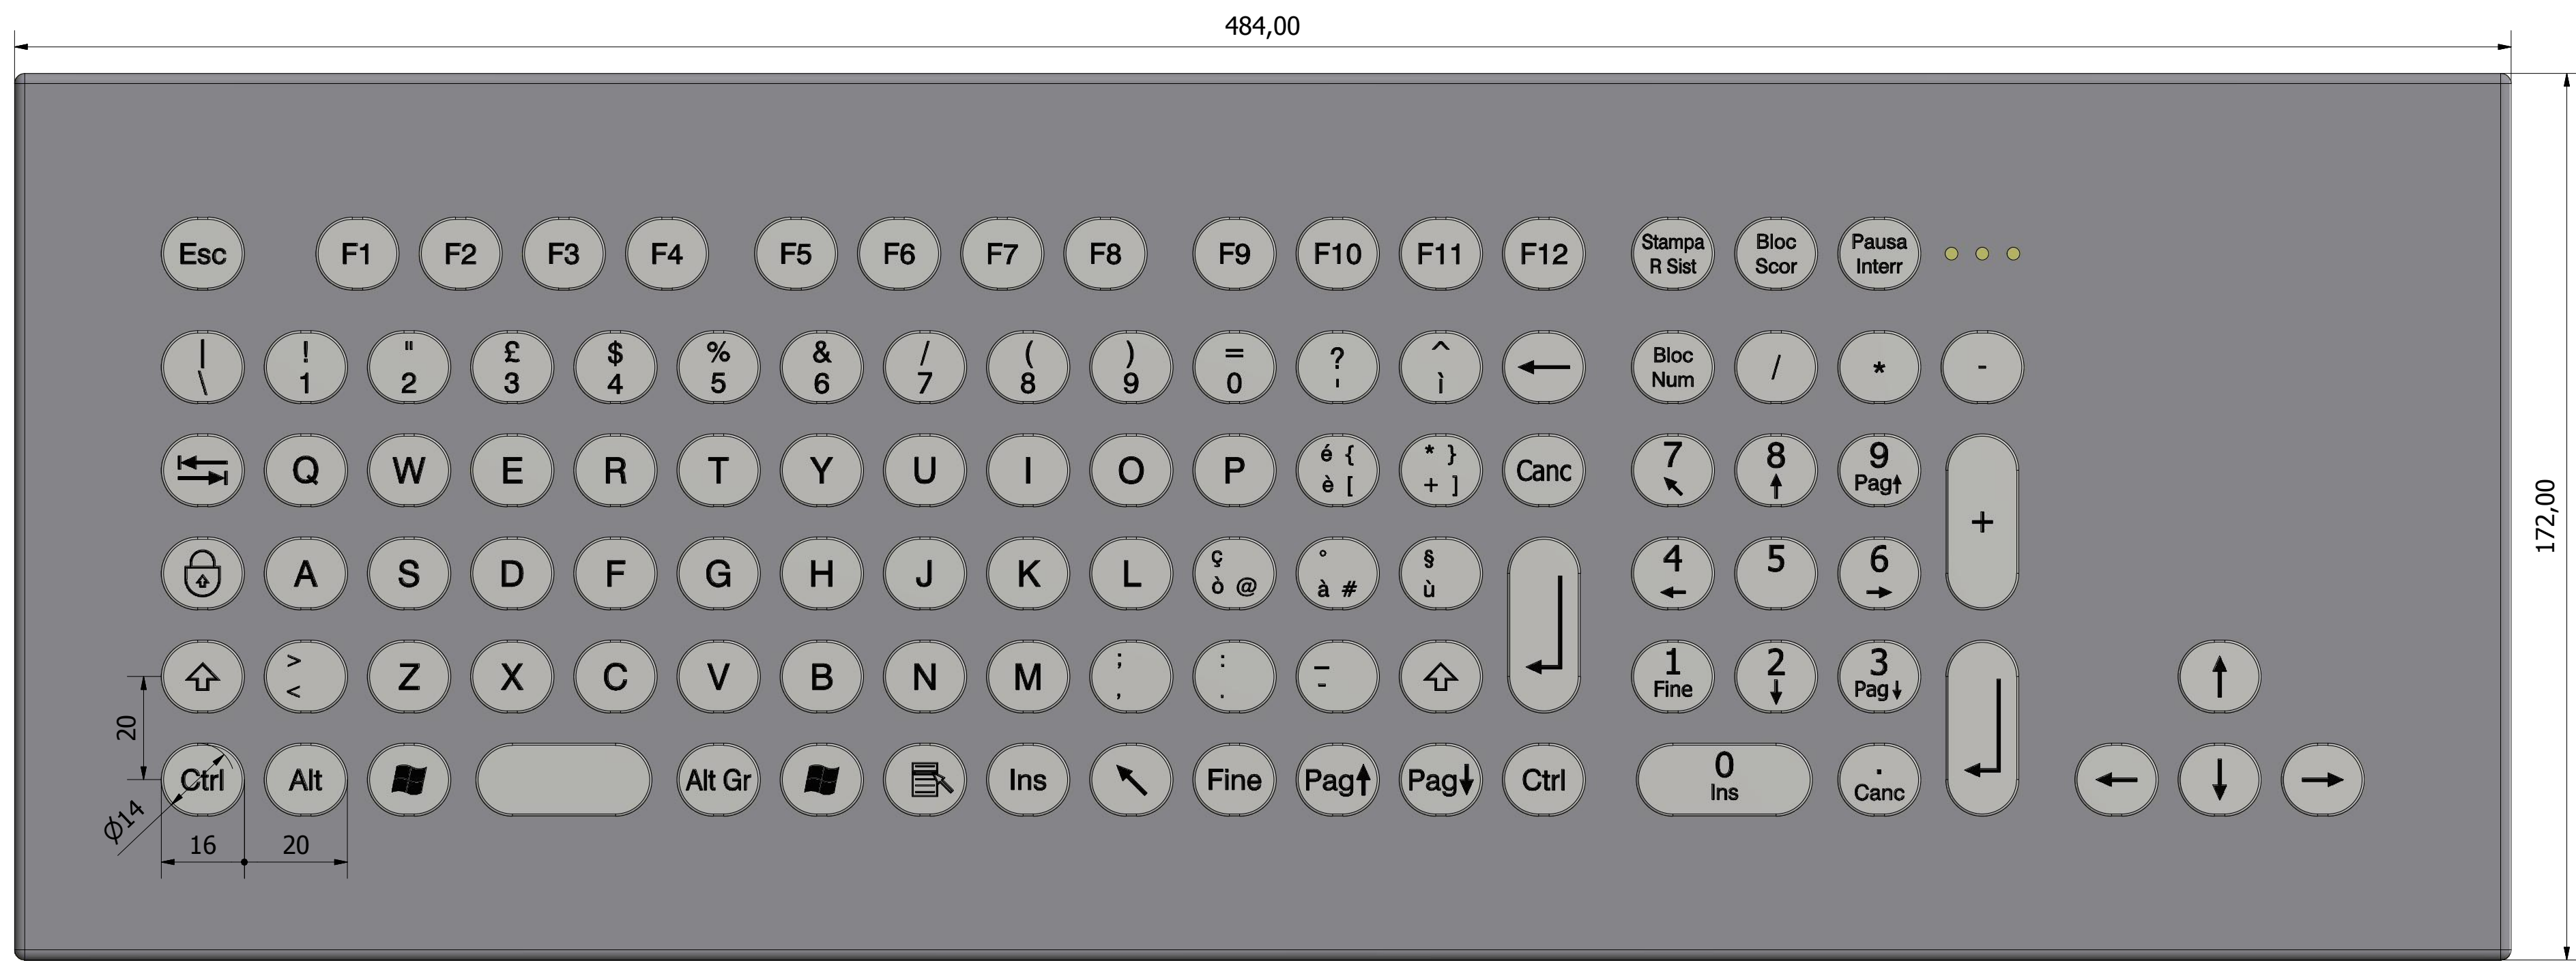 484,00
Esc F1 F2 F3 F4 F5 F6 F7 F8 F9 F10 F11 F12 Stampa Bloc Pausa
R Sist Scor Interr
| ! " £ $ % & / ( ) = ? ^ ← Bloc / * -
\ 1 2 3 4 5 6 7 8 9 0 ' ì Num
Q W E R T Y U I O P é { * } Canc 7 8 9
è [ + ] ↖ ↑ Pag↑
+
A S D F G H J K L ç ° § 4 5 6
ò @ à # ù ← →
172,00
> Z X C V B N M ; : _ 1 2 3 ↑
< , . - Fine ↓ Pag↓
20
Ctrl Alt Alt Gr Ins ↖ Fine Pag↑ Pag↓ Ctrl 0 . ← ↓ →
Ins Canc
Ø14
16 20